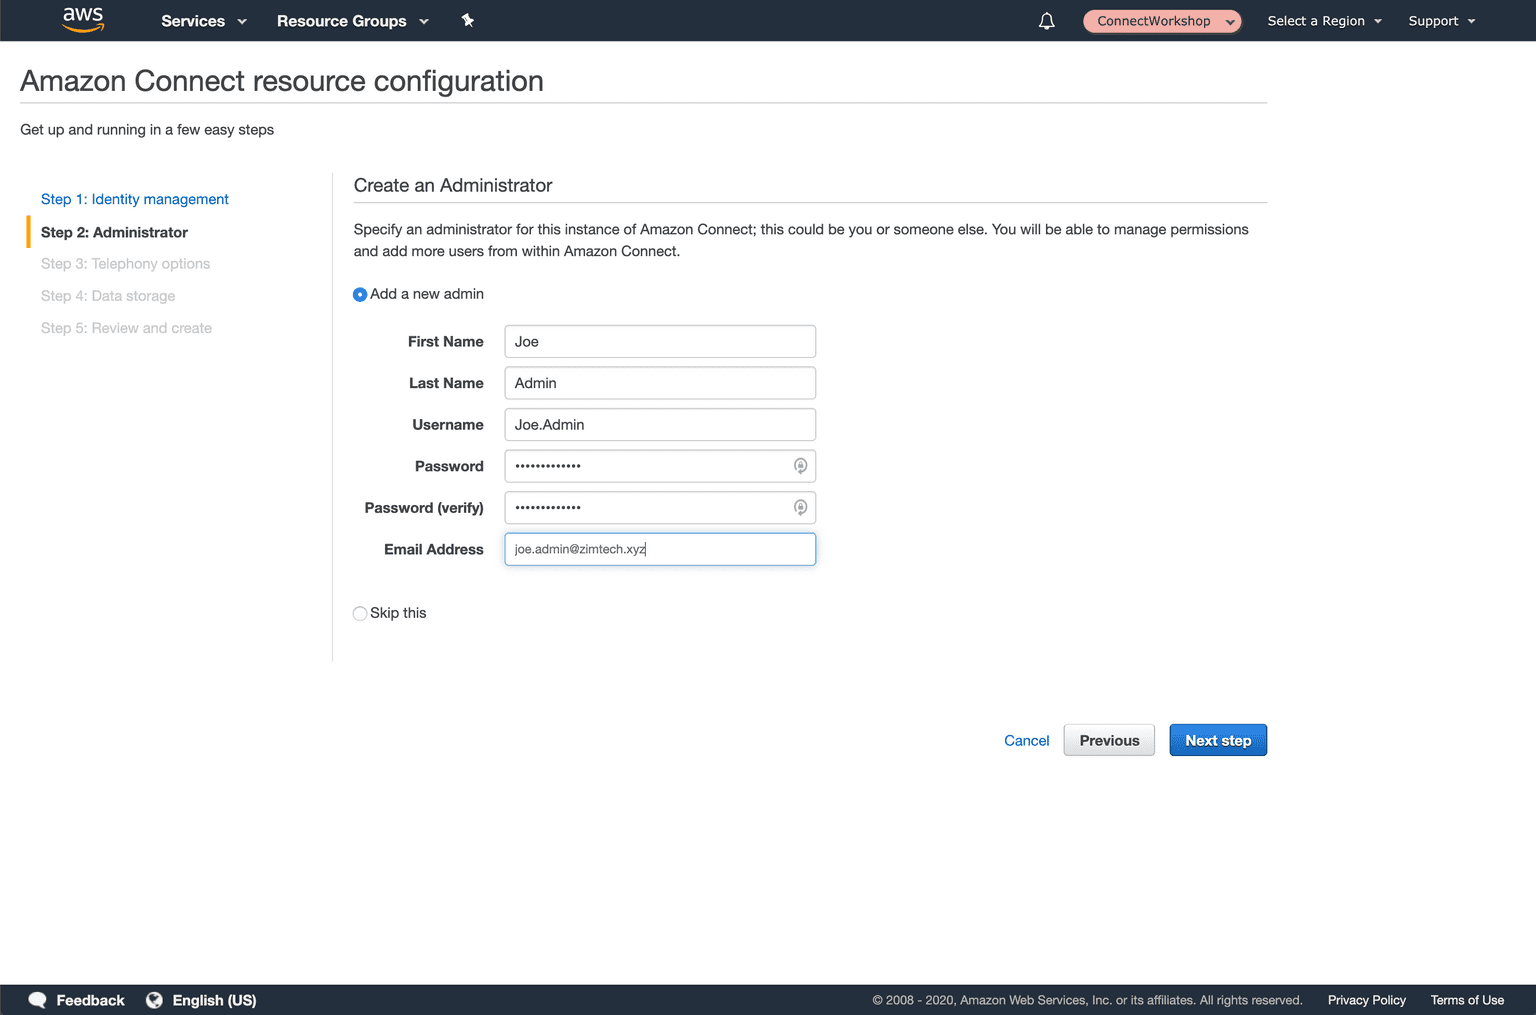 aws Services Resource Groups ConnectWorkshop Select a Region Support
Amazon Connect resource configuration
Get up and running in a few easy steps
Step 1: Identity management
Step 2: Administrator
Step 3: Telephony options
Step 4: Data storage
Step 5: Review and create
Create an Administrator
Specify an administrator for this instance of Amazon Connect; this could be you or someone else. You will be able to manage permissions
and add more users from within Amazon Connect.
Add a new admin
First Name Joe
Last Name Admin
Username Joe.Admin
Password •••••••••••••
Password (verify) •••••••••••••
Email Address joe.admin@zimtech.xyz
Skip this
Cancel Previous Next step
Feedback English (US) © 2008 - 2020, Amazon Web Services, Inc. or its affiliates. All rights reserved. Privacy Policy Terms of Use